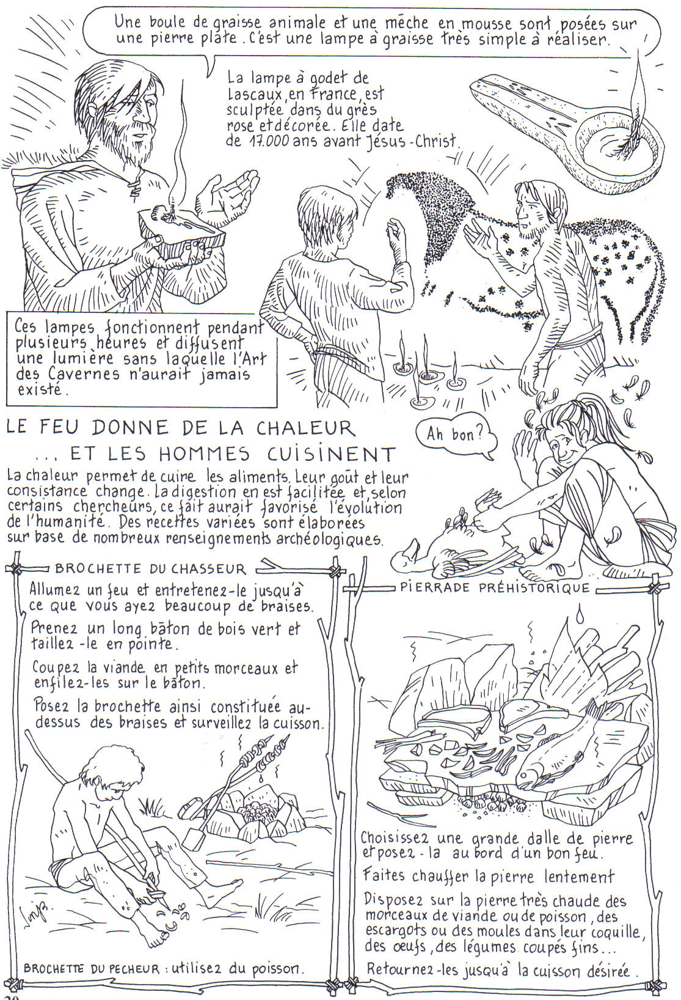 Une boule de graisse animale et une mêche en mousse sont posées sur
une pierre plate. C'est une lampe à graisse très simple à réaliser.
La lampe à godet de
Lascaux, en France, est
sculptée dans du grès
rose et décorée. Elle date
de 17.000 ans avant Jésus-Christ.
Ces lampes fonctionnent pendant
plusieurs heures et diffusent
une lumière sans laquelle l'Art
des Cavernes n'aurait jamais
existé.
LE FEU DONNE DE LA CHALEUR
... ET LES HOMMES CUISINENT
Ah bon?
La chaleur permet de cuire les aliments. Leur goût et leur
consistance change. La digestion en est facilitée et, selon
certains chercheurs, ce fait aurait favorisé l'évolution
de l'humanité. Des recettes variées sont élaborées
sur base de nombreux renseignements archéologiques.
BROCHETTE DU CHASSEUR
Allumez un feu et entretenez-le jusqu'à
ce que vous ayez beaucoup de braises.
Prenez un long bâton de bois vert et
taillez-le en pointe.
Coupez la viande en petits morceaux et
enfilez-les sur le bâton.
Posez la brochette ainsi constituée au-
dessus des braises et surveillez la cuisson.
BROCHETTE DU PECHEUR : utilisez du poisson.
PIERRADE PRÉHISTORIQUE
Choisissez une grande dalle de pierre
et posez-la au bord d'un bon feu.
Faites chauffer la pierre lentement
Disposez sur la pierre très chaude des
morceaux de viande ou de poisson, des
escargots ou des moules dans leur coquille,
des œufs, des légumes coupés fins...
Retournez-les jusqu'à la cuisson désirée.